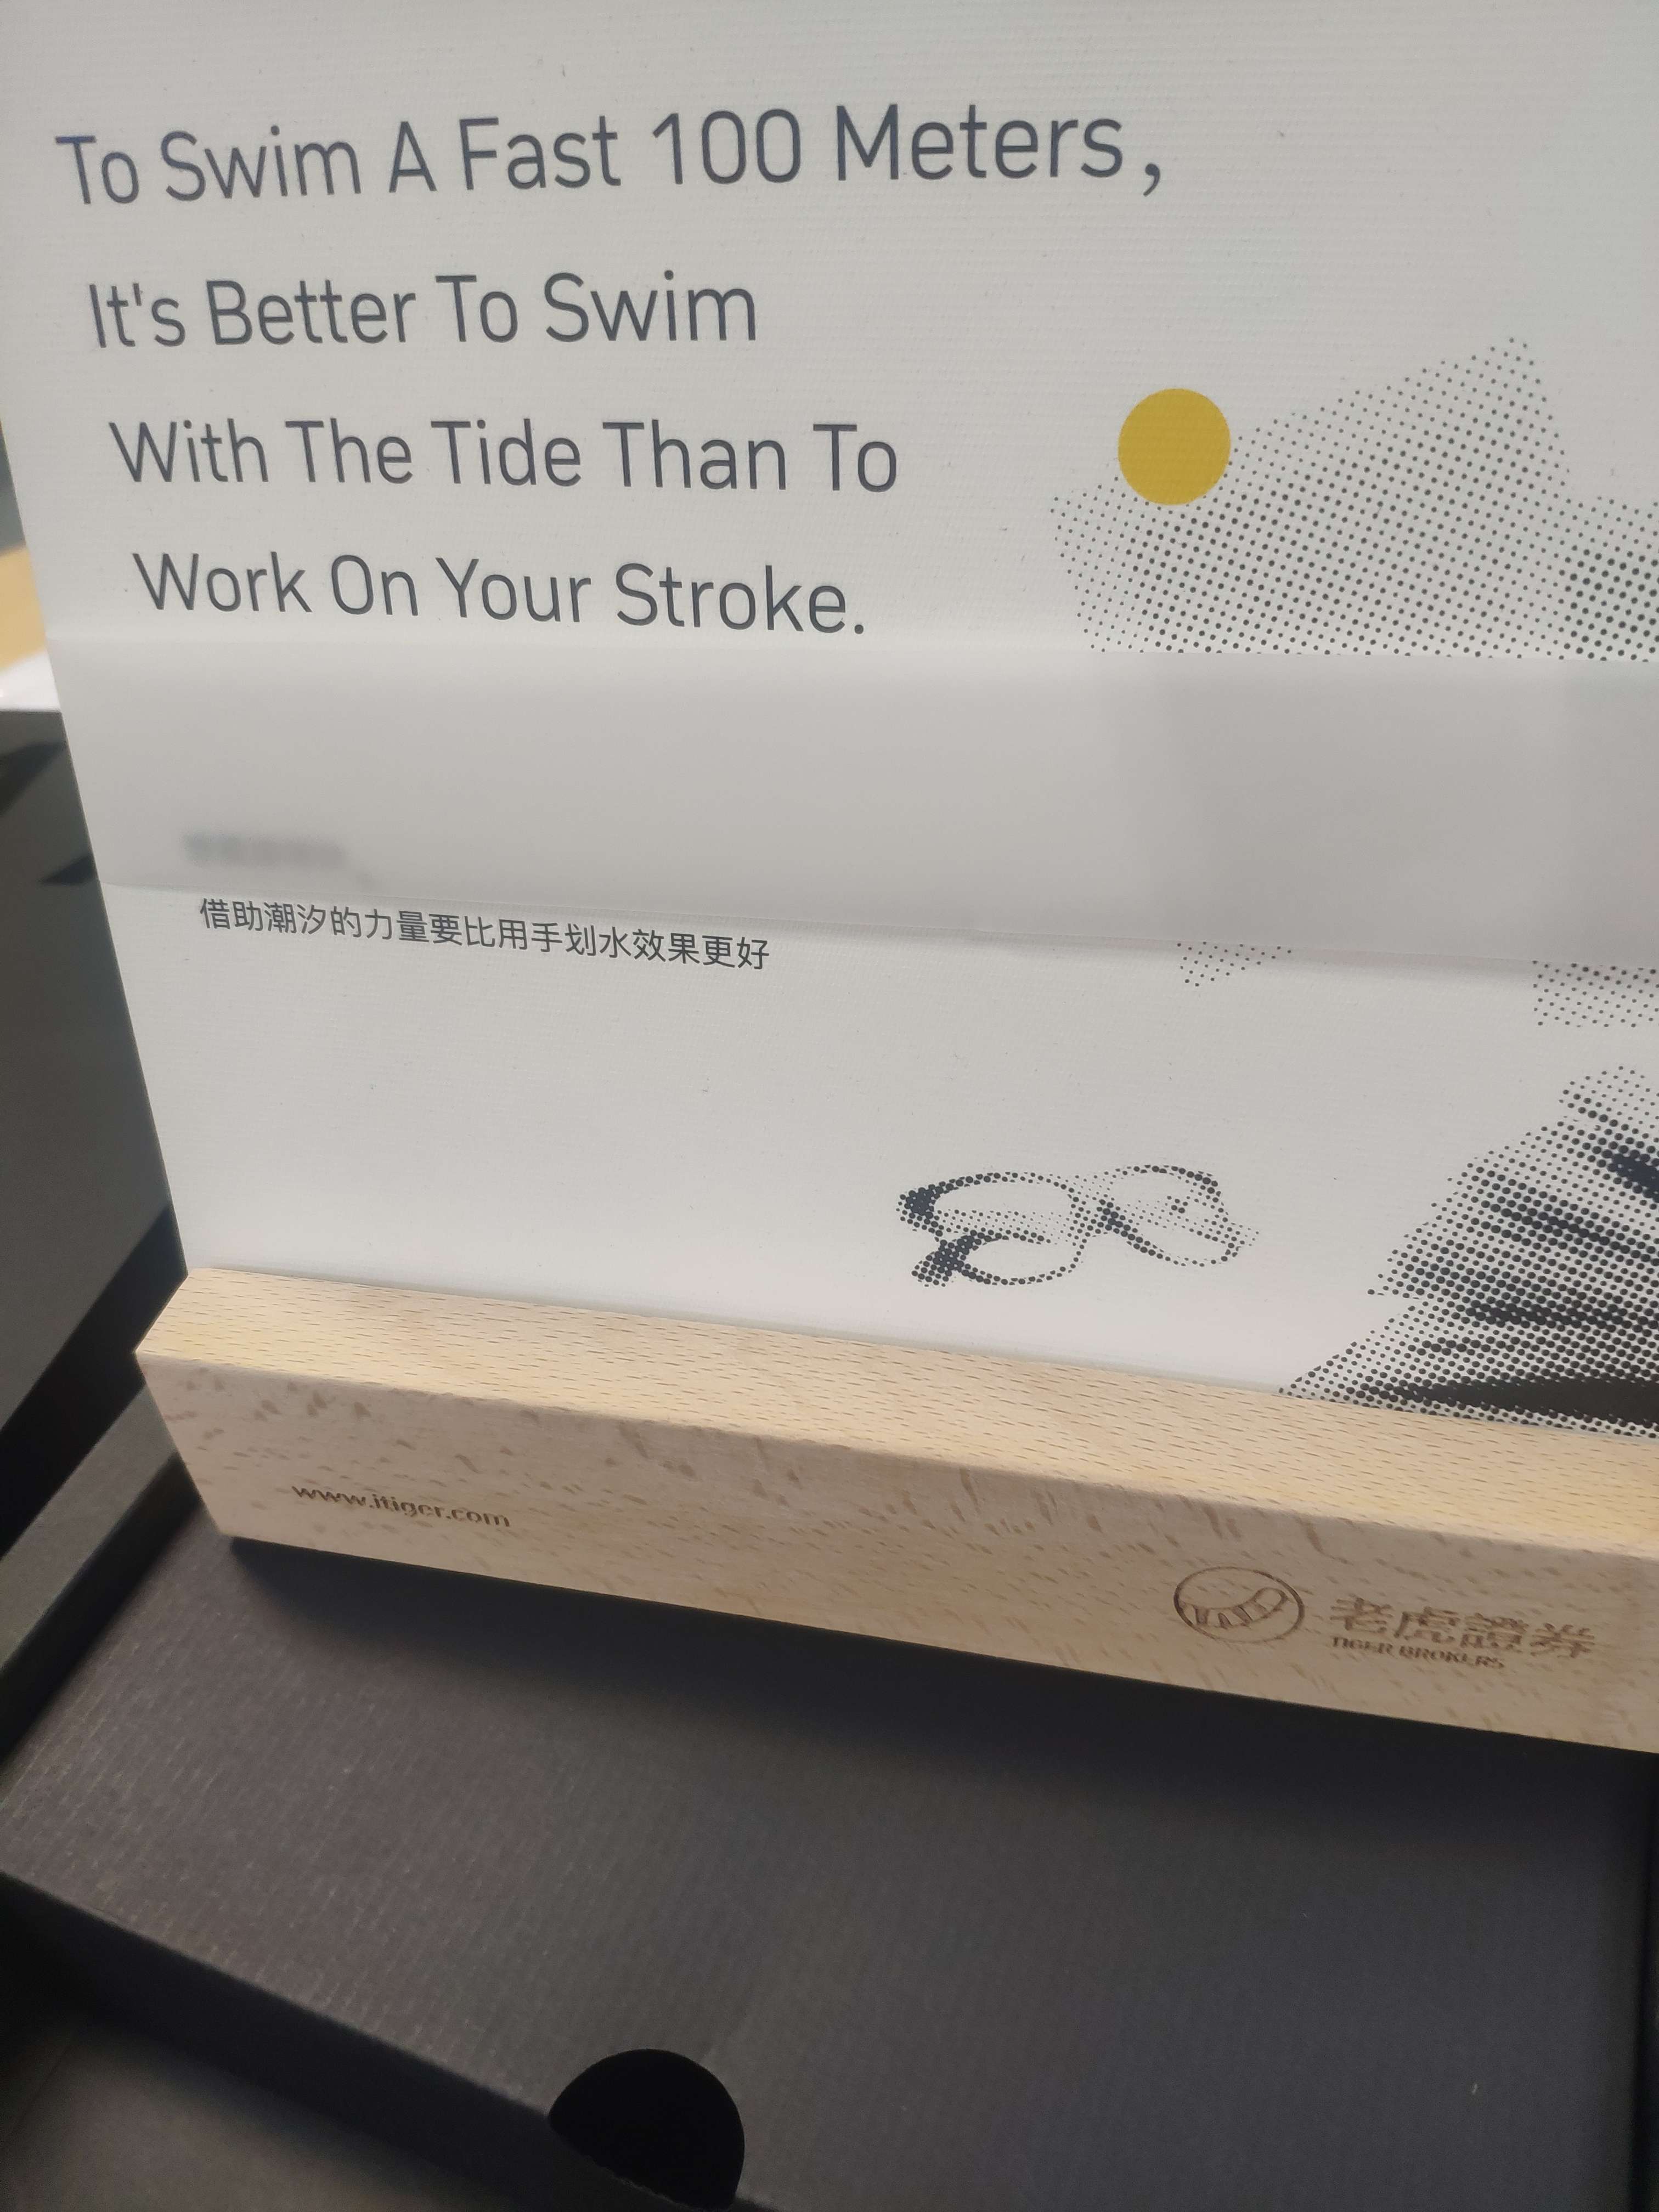 To Swim A Fast 100 Meters,
It's Better To Swim
With The Tide Than To
Work On Your Stroke.
借助潮汐的力量要比用手划水效果更好
www.itiger.com
老虎證券
TIGER BROKERS